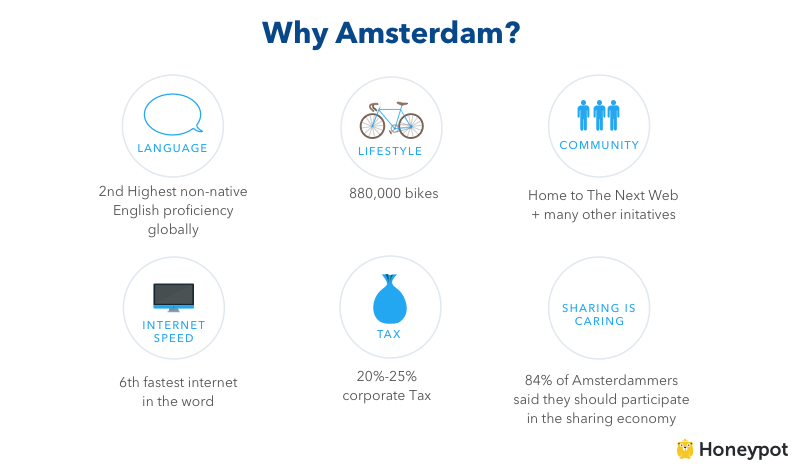 Why Amsterdam?
LANGUAGE
2nd Highest non-native
English proficiency
globally
LIFESTYLE
880,000 bikes
COMMUNITY
Home to The Next Web
+ many other initatives
INTERNET
SPEED
6th fastest internet
in the word
TAX
20%-25%
corporate Tax
SHARING IS
CARING
84% of Amsterdammers
said they should participate
in the sharing economy
Honeypot